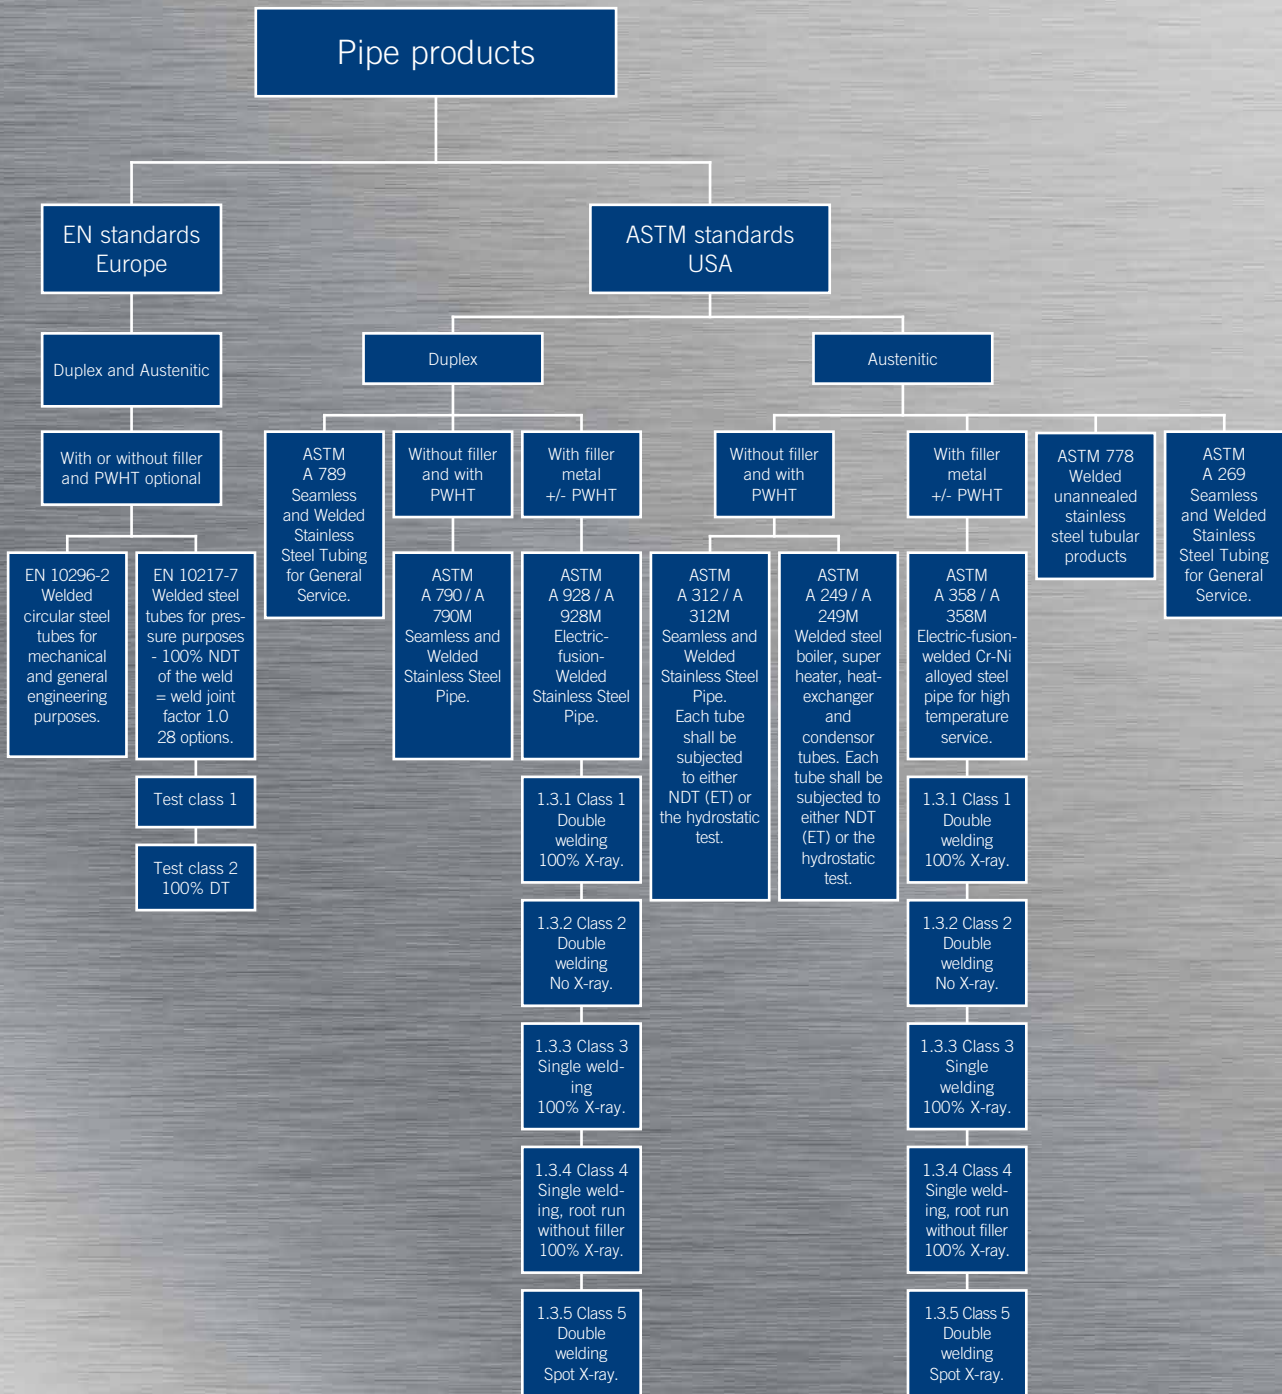 Pipe products
EN standards
Europe
ASTM standards
USA
Duplex and Austenitic
Duplex
Austenitic
With or without filler
and PWHT optional
ASTM
A 789
Seamless
and Welded
Stainless
Steel Tubing
for General
Service.
Without filler
and with
PWHT
With filler
metal
+/- PWHT
Without filler
and with
PWHT
With filler
metal
+/- PWHT
ASTM 778
Welded
unannealed
stainless
steel tubular
products
ASTM
A 269
Seamless
and Welded
Stainless
Steel Tubing
for General
Service.
EN 10296-2
Welded
circular steel
tubes for
mechanical
and general
engineering
purposes.
EN 10217-7
Welded steel
tubes for pres-
sure purposes
- 100% NDT
of the weld
= weld joint
factor 1.0
28 options.
ASTM
A 790 / A
790M
Seamless and
Welded
Stainless Steel
Pipe.
ASTM
A 928 / A
928M
Electric-
fusion-
Welded
Stainless Steel
Pipe.
ASTM
A 312 / A
312M
Seamless and
Welded
Stainless Steel
Pipe.
Each tube
shall be
subjected
to either
NDT (ET) or
the hydrostatic
test.
ASTM
A 249 / A
249M
Welded steel
boiler, super
heater, heat-
exchanger
and
condensor
tubes. Each
tube shall be
subjected to
either NDT
(ET) or the
hydrostatic
test.
ASTM
A 358 / A
358M
Electric-fusion-
welded Cr-Ni
alloyed steel
pipe for high
temperature
service.
Test class 1
Test class 2
100% DT
1.3.1 Class 1
Double
welding
100% X-ray.
1.3.2 Class 2
Double
welding
No X-ray.
1.3.3 Class 3
Single weld-
ing
100% X-ray.
1.3.4 Class 4
Single weld-
ing, root run
without filler
100% X-ray.
1.3.5 Class 5
Double
welding
Spot X-ray.
1.3.1 Class 1
Double
welding
100% X-ray.
1.3.2 Class 2
Double
welding
No X-ray.
1.3.3 Class 3
Single
welding
100% X-ray.
1.3.4 Class 4
Single weld-
ing, root run
without filler
100% X-ray.
1.3.5 Class 5
Double
welding
Spot X-ray.